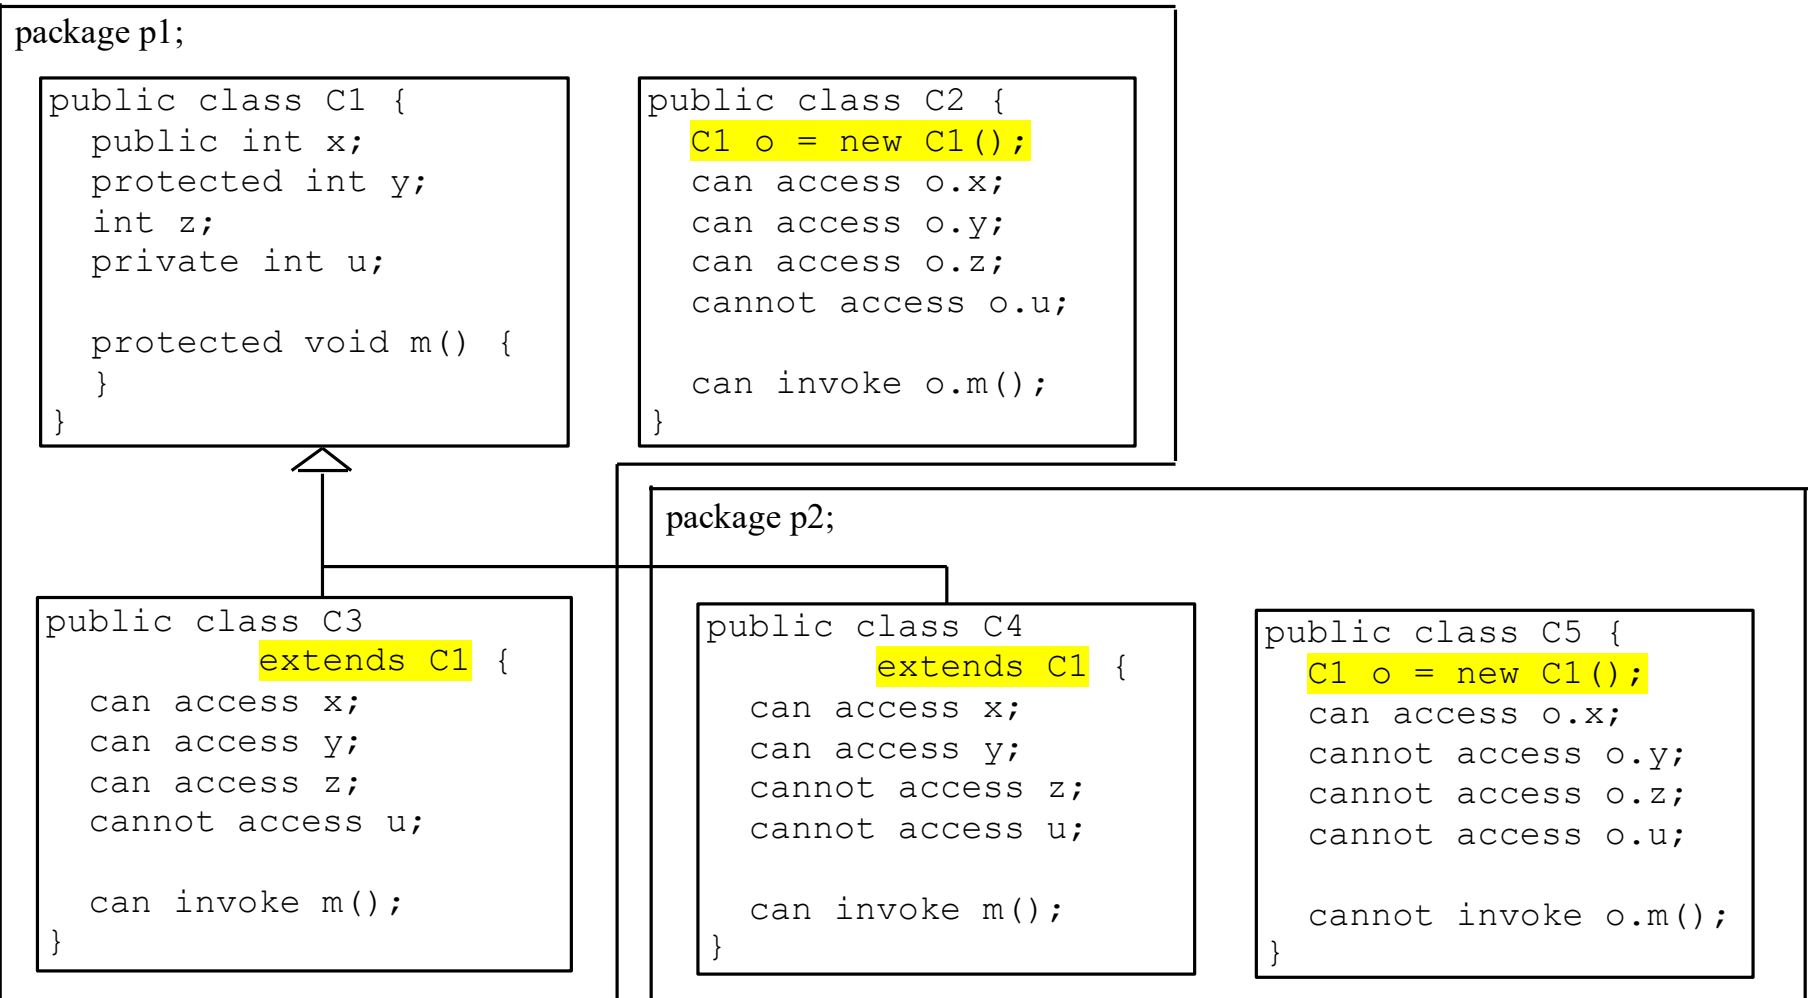 package p1;
public class C1 {
public int x;
protected int y;
int z;
private int u;
protected void m() {
}
}
public class C2 {
C1 o = new C1();
can access o.x;
can access o.y;
can access o.z;
cannot access o.u;
can invoke o.m();
}
public class C3
extends C1 {
can access x;
can access y;
can access z;
cannot access u;
can invoke m();
}
package p2;
public class C4
extends C1 {
can access x;
can access y;
cannot access z;
cannot access u;
can invoke m();
}
public class C5 {
C1 o = new C1();
can access o.x;
cannot access o.y;
cannot access o.z;
cannot access o.u;
cannot invoke o.m();
}